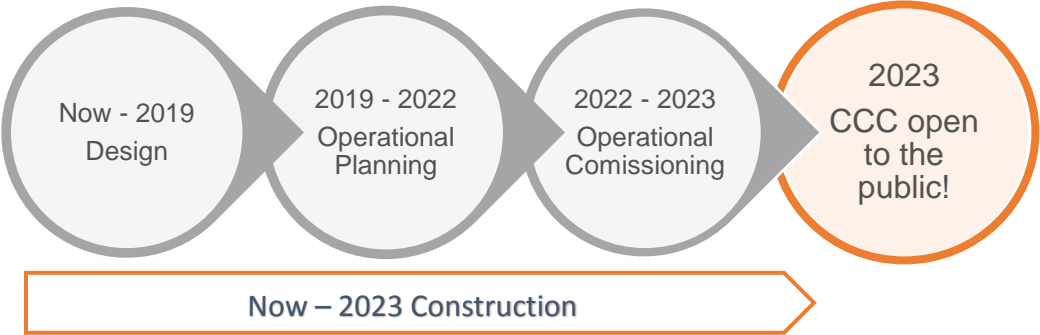 Now - 2019
Design
2019 - 2022
Operational
Planning
2022 - 2023
Operational
Comissioning
2023
CCC open
to the
public!
Now – 2023 Construction